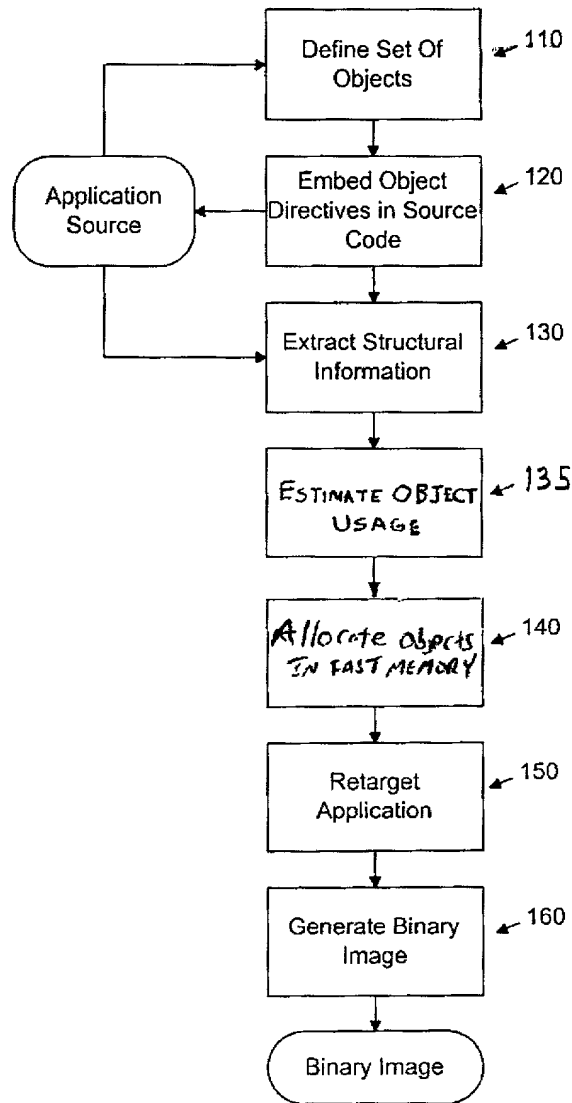 Define Set Of
Objects
110
Application
Source
Embed Object
Directives in Source
Code
120
Extract Structural
Information
130
ESTIMATE OBJECT
USAGE
135
Allocate Objects
IN FAST MEMORY
140
Retarget
Application
150
Generate Binary
Image
160
Binary Image